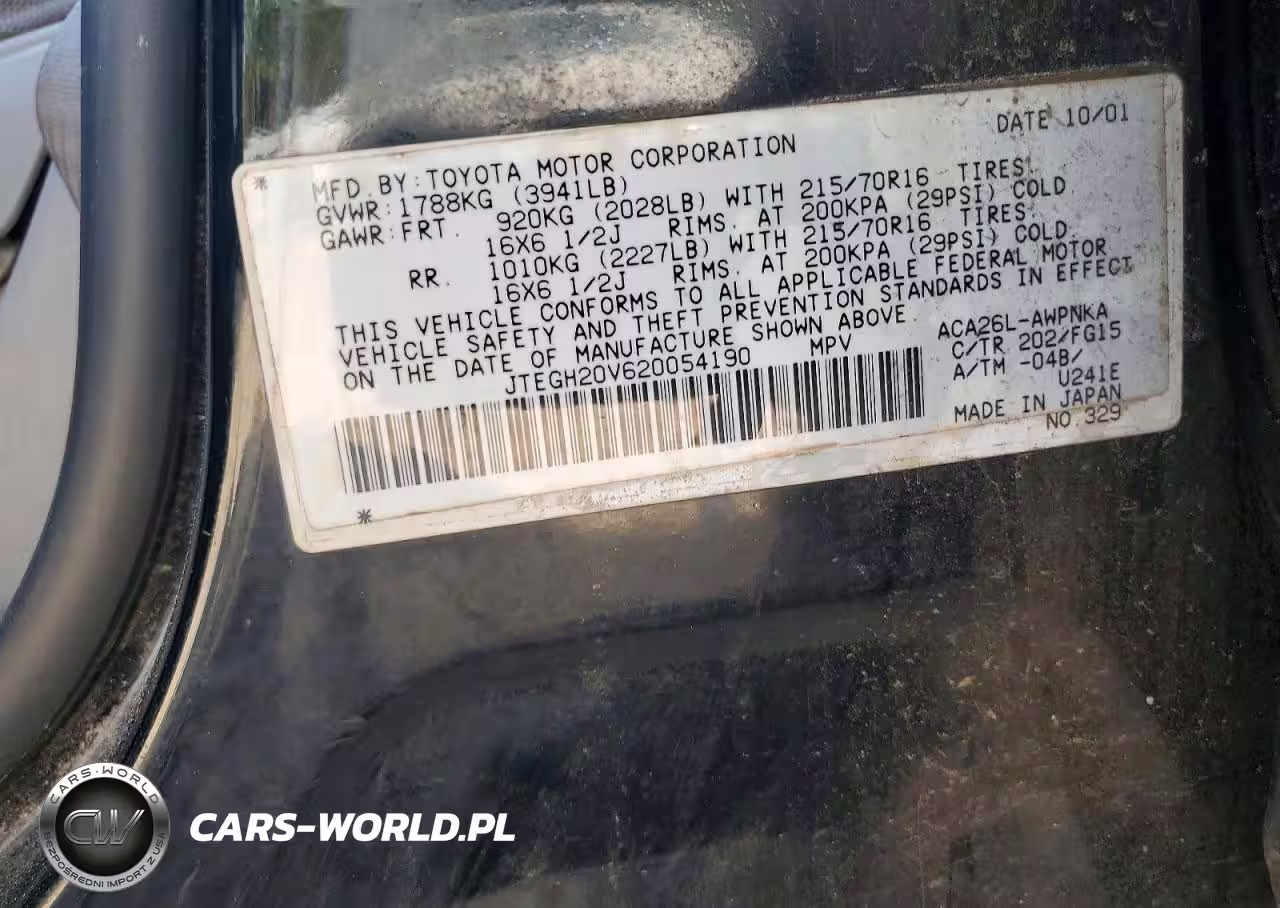 DATE 10/01
MFD. BY: TOYOTA MOTOR CORPORATION
GVWR: 1788KG (3941LB)
GAWR: FRT. 920KG (2028LB) WITH 215/70R16 TIRES,
16X6 1/2J RIMS, AT 200KPA (29PSI) COLD
RR. 1010KG (2227LB) WITH 215/70R16 TIRES,
16X6 1/2J RIMS, AT 200KPA (29PSI) COLD.
THIS VEHICLE CONFORMS TO ALL APPLICABLE FEDERAL MOTOR
VEHICLE SAFETY AND THEFT PREVENTION STANDARDS IN EFFECT
ON THE DATE OF MANUFACTURE SHOWN ABOVE.
JTEGH20V620054190 MPV
ACA26L-AWPNKA
C/TR 202/FG15
A/TM -04B/
U241E
MADE IN JAPAN
NO.329
CARS-WORLD
CW
BEZPOŚREDNI IMPORT Z USA
CARS-WORLD.PL